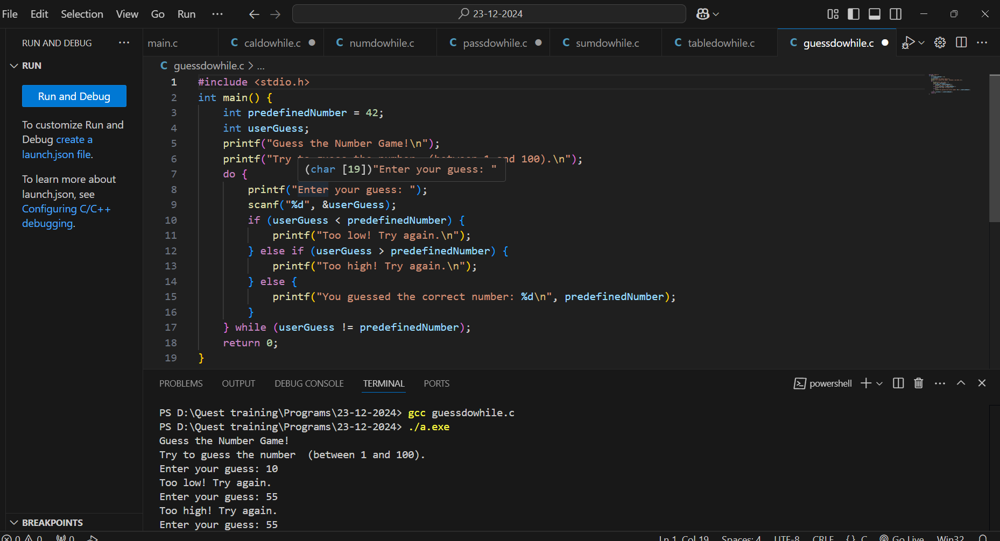 File Edit Selection View Go Run ··· 23-12-2024
RUN AND DEBUG ···
main.c caldowhile.c numdowhile.c passdowhile.c sumdowhile.c tabledowhile.c guessdowhile.c
RUN
Run and Debug
To customize Run and
Debug create a
launch.json file.
To learn more about
launch.json, see
Configuring C/C++
debugging.
BREAKPOINTS
C guessdowhile.c > ...
1 #include <stdio.h>
2 int main() {
3 int predefinedNumber = 42;
4 int userGuess;
5 printf("Guess the Number Game!\n");
6 printf("Try and 100).\n");
(char [19])"Enter your guess: "
7 do {
8 printf("Enter your guess: ");
9 scanf("%d", &userGuess);
10 if (userGuess < predefinedNumber) {
11 printf("Too low! Try again.\n");
12 } else if (userGuess > predefinedNumber) {
13 printf("Too high! Try again.\n");
14 } else {
15 printf("You guessed the correct number: %d\n", predefinedNumber);
16 }
17 } while (userGuess != predefinedNumber);
18 return 0;
19 }
PROBLEMS OUTPUT DEBUG CONSOLE TERMINAL PORTS powershell
PS D:\Quest training\Programs\23-12-2024> gcc guessdowhile.c
PS D:\Quest training\Programs\23-12-2024> ./a.exe
Guess the Number Game!
Try to guess the number  (between 1 and 100).
Enter your guess: 10
Too low! Try again.
Enter your guess: 55
Too high! Try again.
Enter your guess: 55
0 0 0 Ln 1, Col 19 Spaces: 4 UTF-8 CRLF {} C Go Live Win32